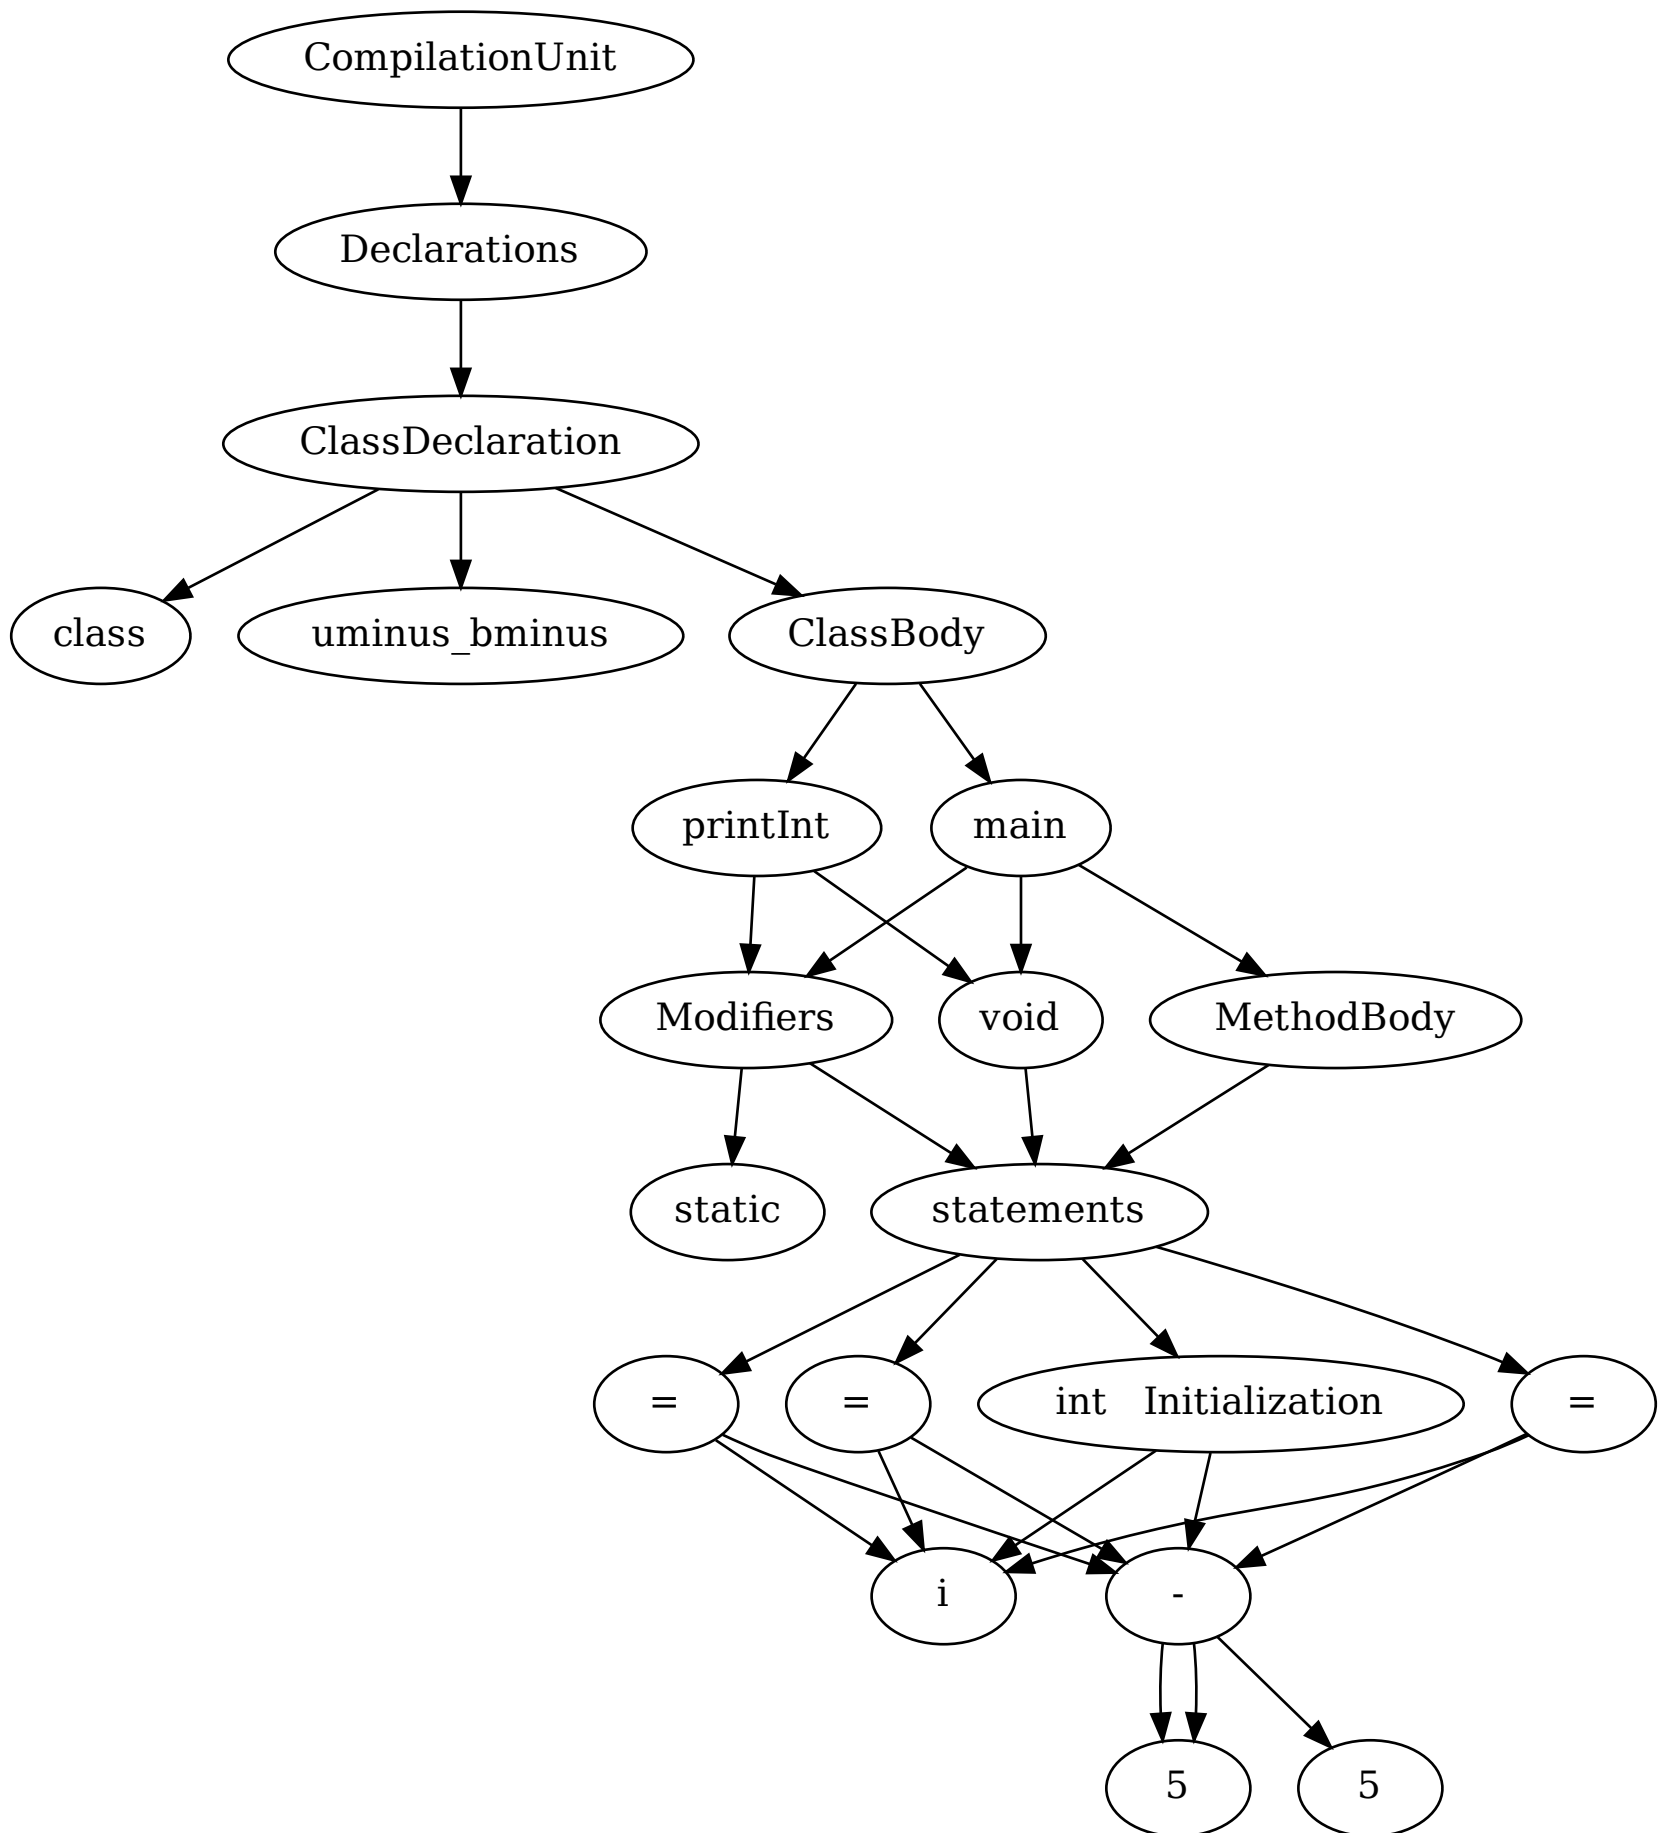 CompilationUnit
Declarations
ClassDeclaration
class
uminus_bminus
ClassBody
printInt
main
Modifiers
void
MethodBody
static
statements
=
=
int   Initialization
=
i
-
5
5